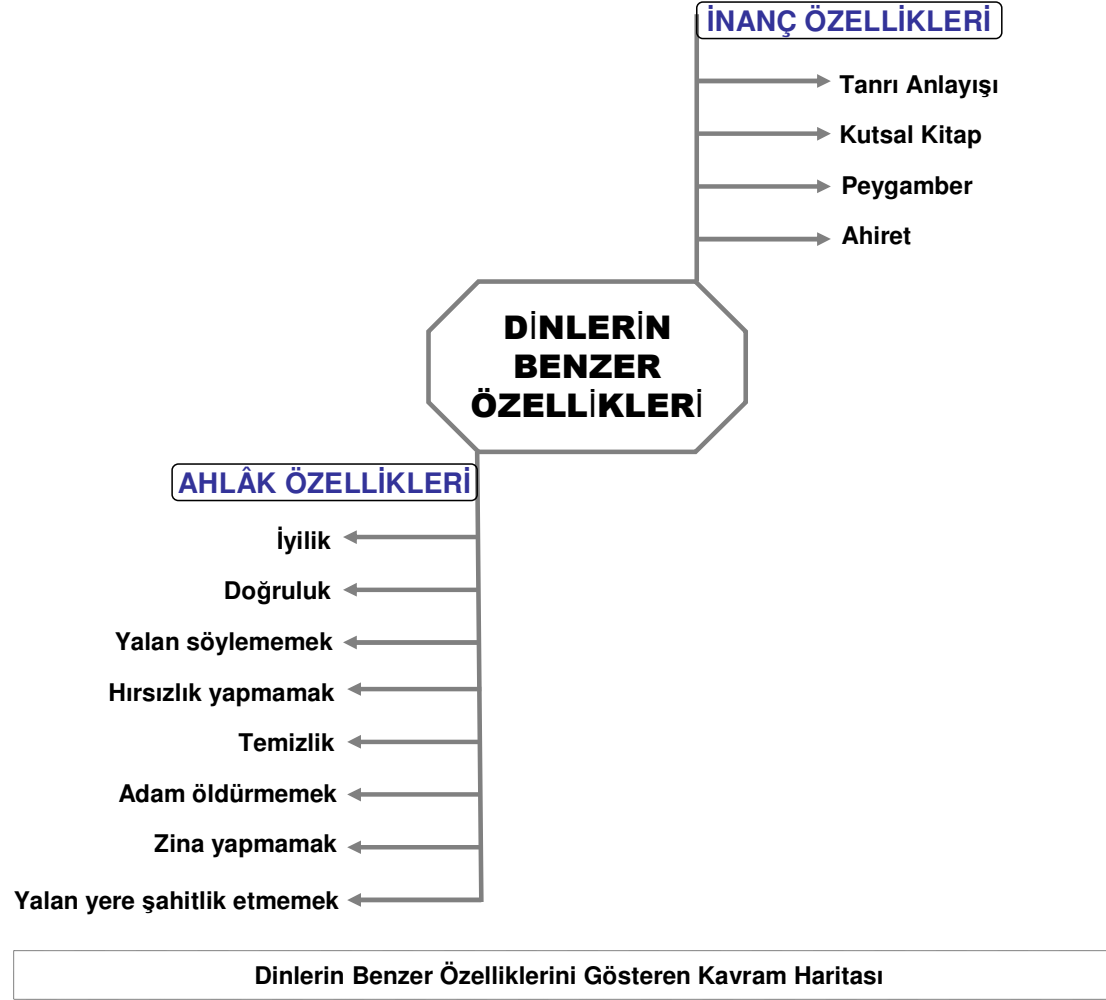 İNANÇ ÖZELLİKLERİ
Tanrı Anlayışı
Kutsal Kitap
Peygamber
Ahiret
DİNLERİN
BENZER
ÖZELLİKLERİ
AHLÂK ÖZELLİKLERİ
İyilik
Doğruluk
Yalan söylememek
Hırsızlık yapmamak
Temizlik
Adam öldürmemek
Zina yapmamak
Yalan yere şahitlik etmemek
Dinlerin Benzer Özelliklerini Gösteren Kavram Haritası